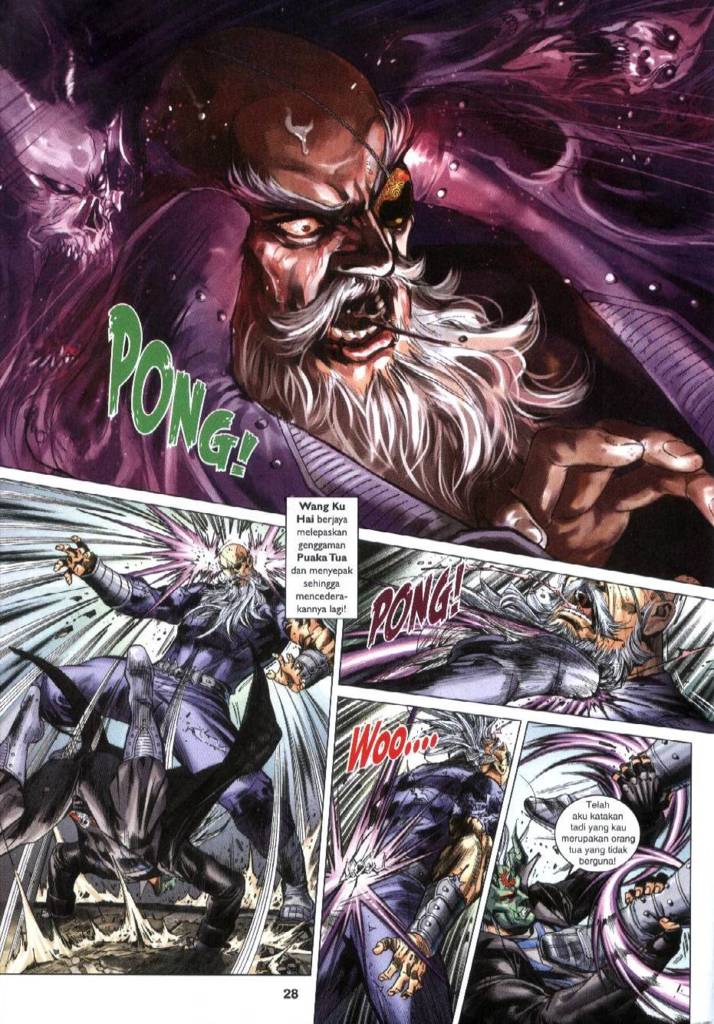 PONG!
Wang Ku
Hai berjaya
melepaskan
genggaman
Puaka Tua
dan menyepak
sehingga
mencedera-
kannya lagi!
PONG!
WOO....
Telah
aku katakan
tadi yang kau
merupakan orang
tua yang tidak
berguna!
28